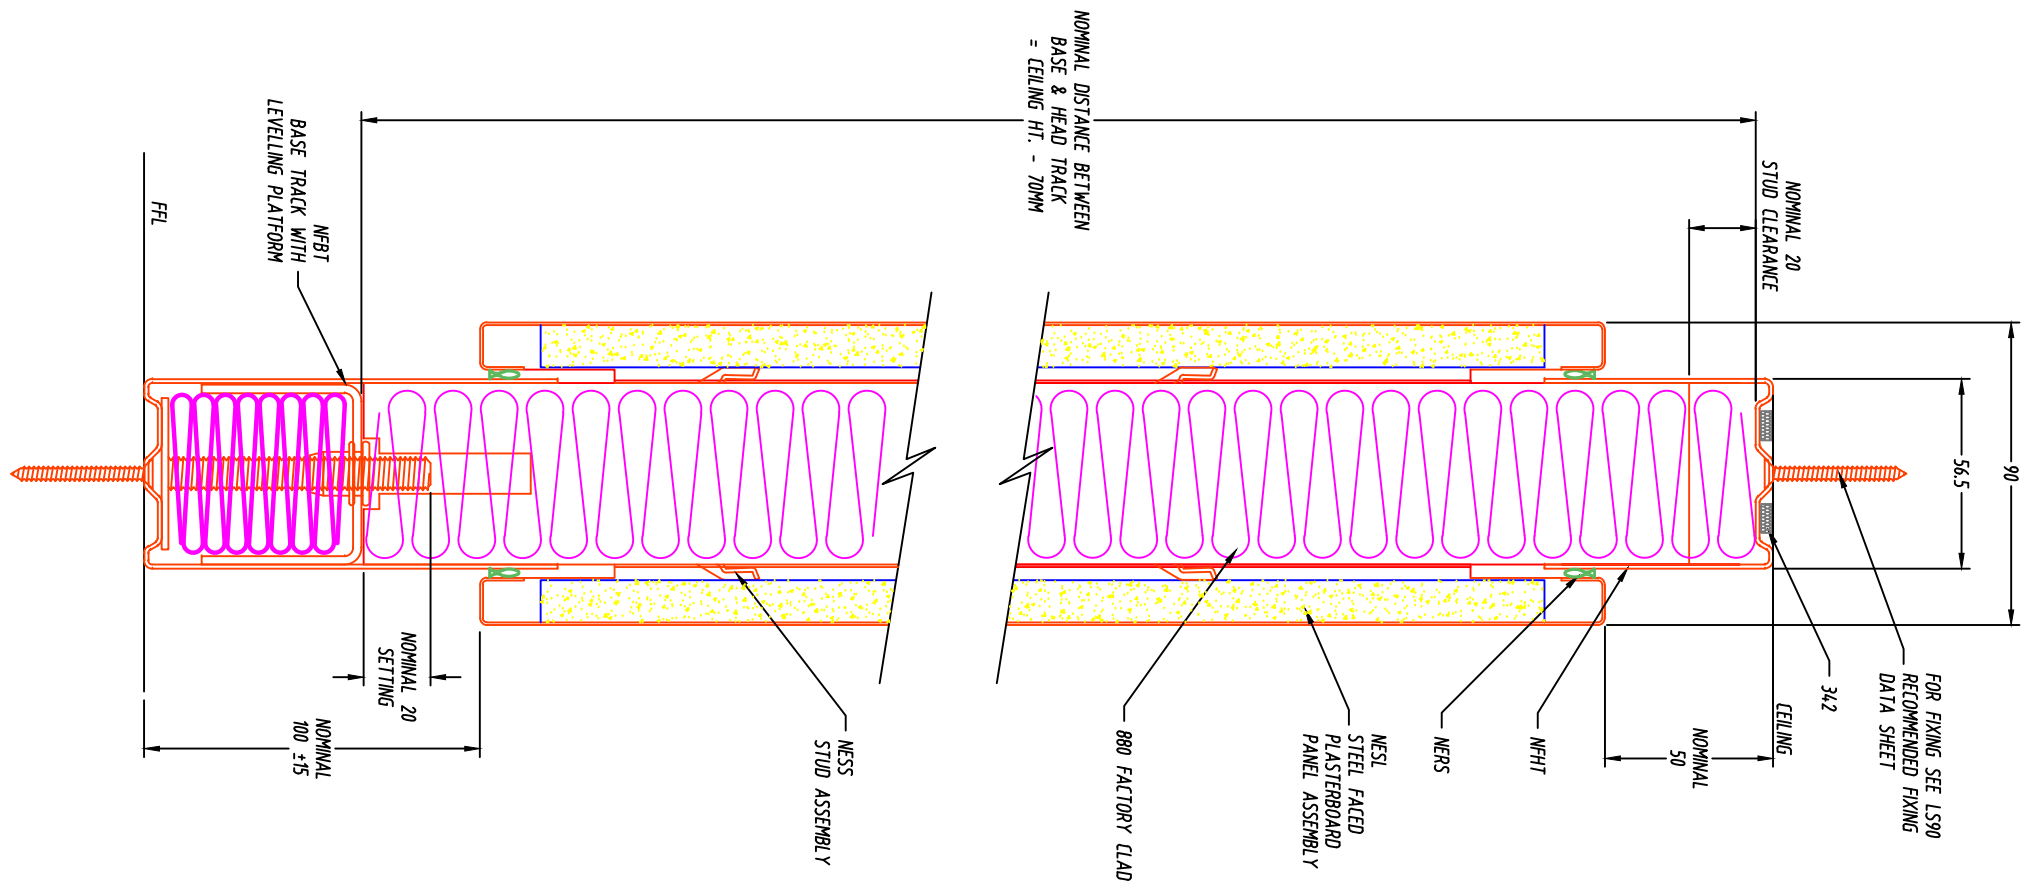 NOMINAL DISTANCE BETWEEN
BASE & HEAD TRACK
= CEILING HT. - 70MM
NOMINAL 20
STUD CLEARANCE
BASE TRACK WITH
LEVELLING PLATFORM
NFBT
FFL
90
56.5
NOMINAL 20
SETTING
NOMINAL
100 ±15
NESS
STUD ASSEMBLY
880 FACTORY CLAD
NESL
STEEL FACED
PLASTERBOARD
PANEL ASSEMBLY
NERS
NFHT
NOMINAL
50
CEILING
342
FOR FIXING SEE LS90
RECOMMENDED FIXING
DATA SHEET